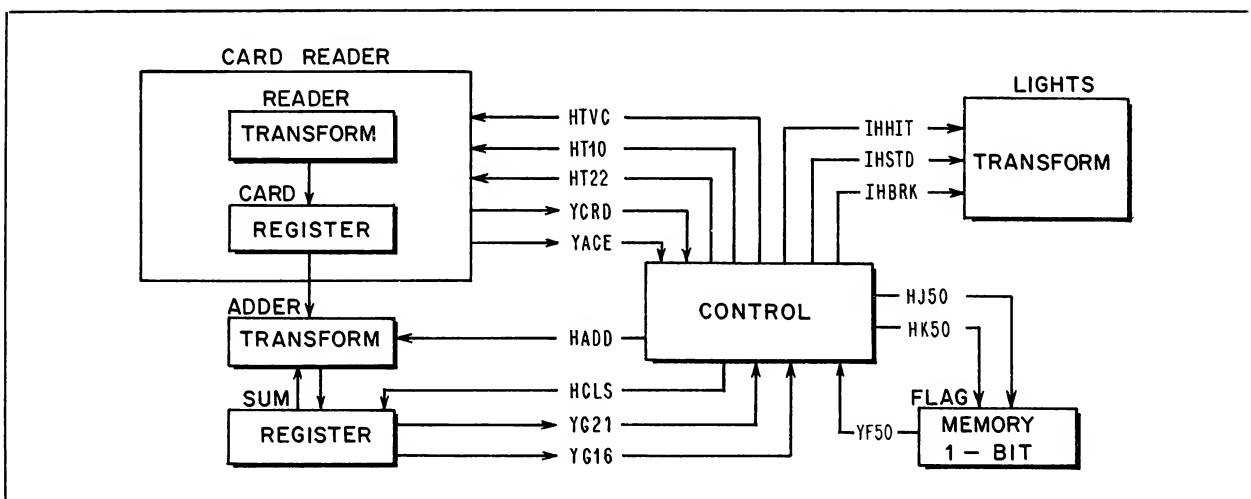 CARD READER
READER
TRANSFORM
CARD
REGISTER
ADDER
TRANSFORM
SUM
REGISTER
HTVC
HT10
HT22
YCRD
YACE
HADD
HCLS
YG21
YG16
CONTROL
IHHIT
IHSTD
IHBRK
LIGHTS
TRANSFORM
HJ50
HK50
YF50
FLAG
MEMORY
1 - BIT